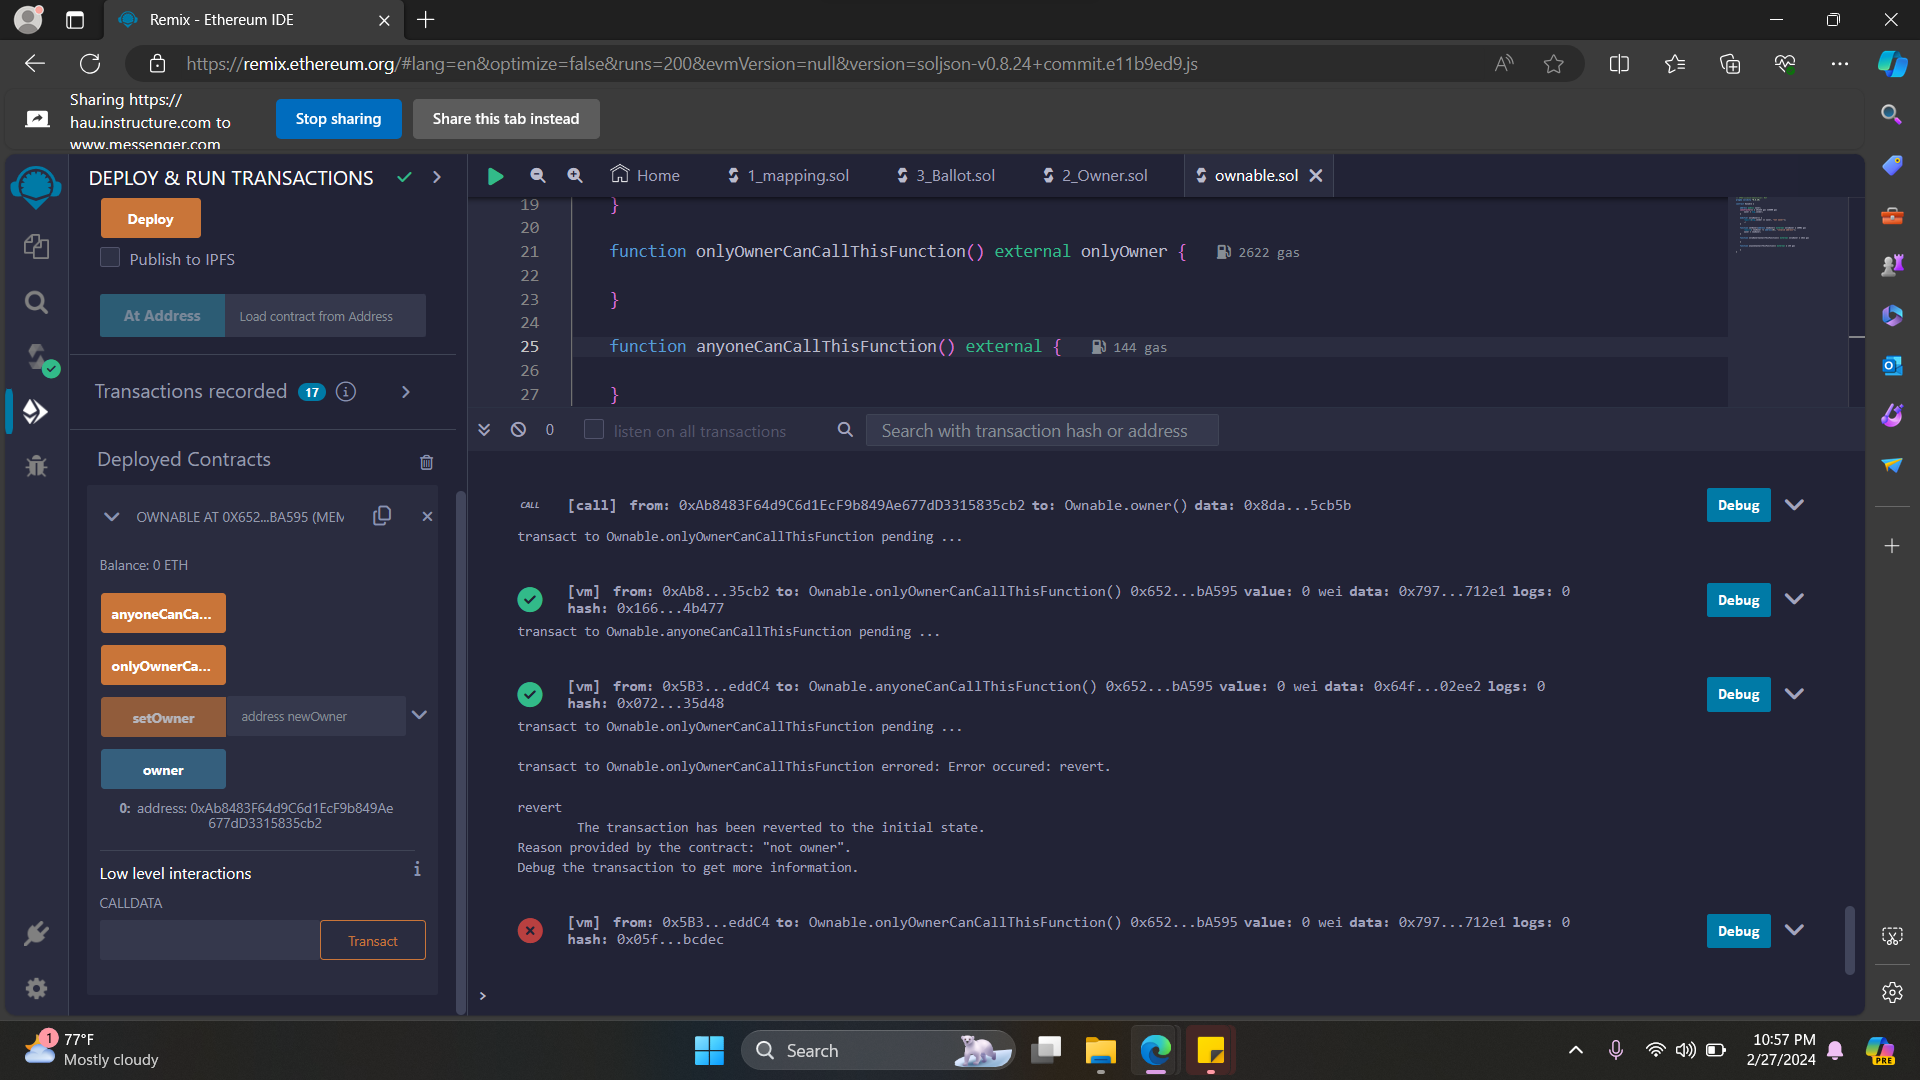 Remix - Ethereum IDE
https://remix.ethereum.org/#lang=en&optimize=false&runs=200&evmVersion=null&version=soljson-v0.8.24+commit.e11b9ed9.js
Sharing https://
hau.instructure.com to
www.messenger.com
Stop sharing
Share this tab instead
DEPLOY & RUN TRANSACTIONS
Deploy
Publish to IPFS
At Address
Load contract from Address
Transactions recorded 17 i
Deployed Contracts
OWNABLE AT 0X652...BA595 (MEM
Balance: 0 ETH
anyoneCanCa...
onlyOwnerCa...
setOwner
address newOwner
owner
0: address: 0xAb8483F64d9C6d1EcF9b849Ae
677dD3315835cb2
Low level interactions
i
CALLDATA
Transact
Home
1_mapping.sol
3_Ballot.sol
2_Owner.sol
ownable.sol
19 }
20
21 function onlyOwnerCanCallThisFunction() external onlyOwner { 2622 gas
22
23 }
24
25 function anyoneCanCallThisFunction() external { 144 gas
26
27 }
0
listen on all transactions
Search with transaction hash or address
CALL [call] from: 0xAb8483F64d9C6d1EcF9b849Ae677dD3315835cb2 to: Ownable.owner() data: 0x8da...5cb5b
Debug
transact to Ownable.onlyOwnerCanCallThisFunction pending ...
[vm] from: 0xAb8...35cb2 to: Ownable.onlyOwnerCanCallThisFunction() 0x652...bA595 value: 0 wei data: 0x797...712e1 logs: 0
hash: 0x166...4b477
Debug
transact to Ownable.anyoneCanCallThisFunction pending ...
[vm] from: 0x5B3...eddC4 to: Ownable.anyoneCanCallThisFunction() 0x652...bA595 value: 0 wei data: 0x64f...02ee2 logs: 0
hash: 0x072...35d48
Debug
transact to Ownable.onlyOwnerCanCallThisFunction pending ...
transact to Ownable.onlyOwnerCanCallThisFunction errored: Error occured: revert.
revert
The transaction has been reverted to the initial state.
Reason provided by the contract: "not owner".
Debug the transaction to get more information.
[vm] from: 0x5B3...eddC4 to: Ownable.onlyOwnerCanCallThisFunction() 0x652...bA595 value: 0 wei data: 0x797...712e1 logs: 0
hash: 0x05f...bcdec
Debug
>
1
77°F
Mostly cloudy
Search
10:57 PM
2/27/2024
PRE